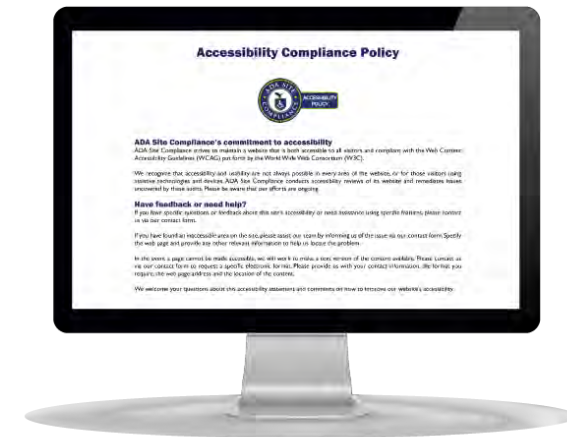 Accessibility Compliance Policy
ADA SITE
COMPLIANCE
ACCESSIBILITY
POLICY
ADA Site Compliance's commitment to accessibility
ADA Site Compliance strives to maintain a website that is both accessible to all visitors and compliant with the Web Content
Accessibility Guidelines (WCAG) put forth by the World Wide Web Consortium (W3C).
We recognize that accessibility and usability are not always possible in every area of the website, or for those visitors using
assistive technologies and devices. ADA Site Compliance conducts accessibility reviews of its website and remediates issues
uncovered by those audits. Please be aware that our efforts are ongoing.
Have feedback or need help?
If you have specific questions or feedback about this site's accessibility or need assistance using specific features, please contact
us via our contact form.
If you have found an inaccessible area on the site, please assist our team by informing us of the issue via our contact form. Specify
the web page and provide any other relevant information to help us locate the problem.
In the event a page cannot be made accessible, we will work to make a text version of the content available. Please contact us
via our contact form to request a specific electronic format. Please provide us with your contact information, the format you
require, the web page address and the location of the content.
We welcome your questions about this accessibility statement and comments on how to improve our website's accessibility.